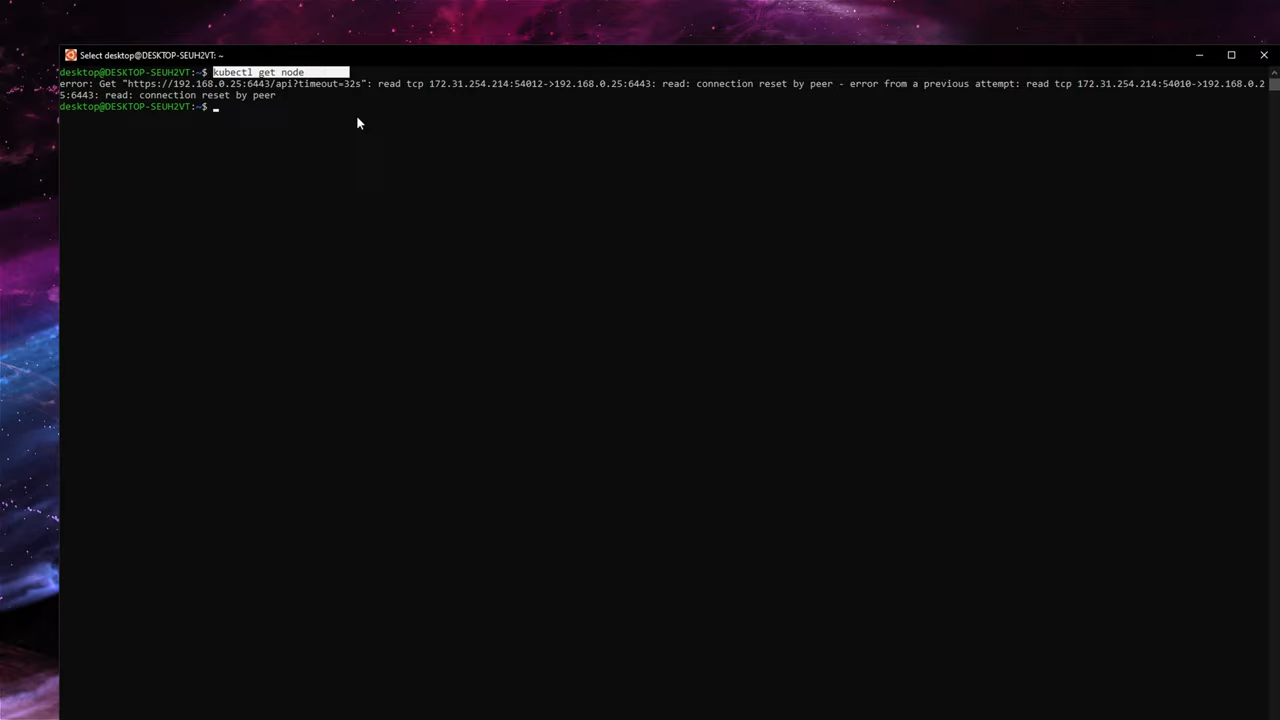 Select desktop@DESKTOP-SEUH2VT: ~
desktop@DESKTOP-SEUH2VT:~$ kubectl get node
error: Get "https://192.168.0.25:6443/api?timeout=32s": read tcp 172.31.254.214:54012->192.168.0.25:6443: read: connection reset by peer - error from a previous attempt: read tcp 172.31.254.214:54010->192.168.0.2
5:6443: read: connection reset by peer
desktop@DESKTOP-SEUH2VT:~$